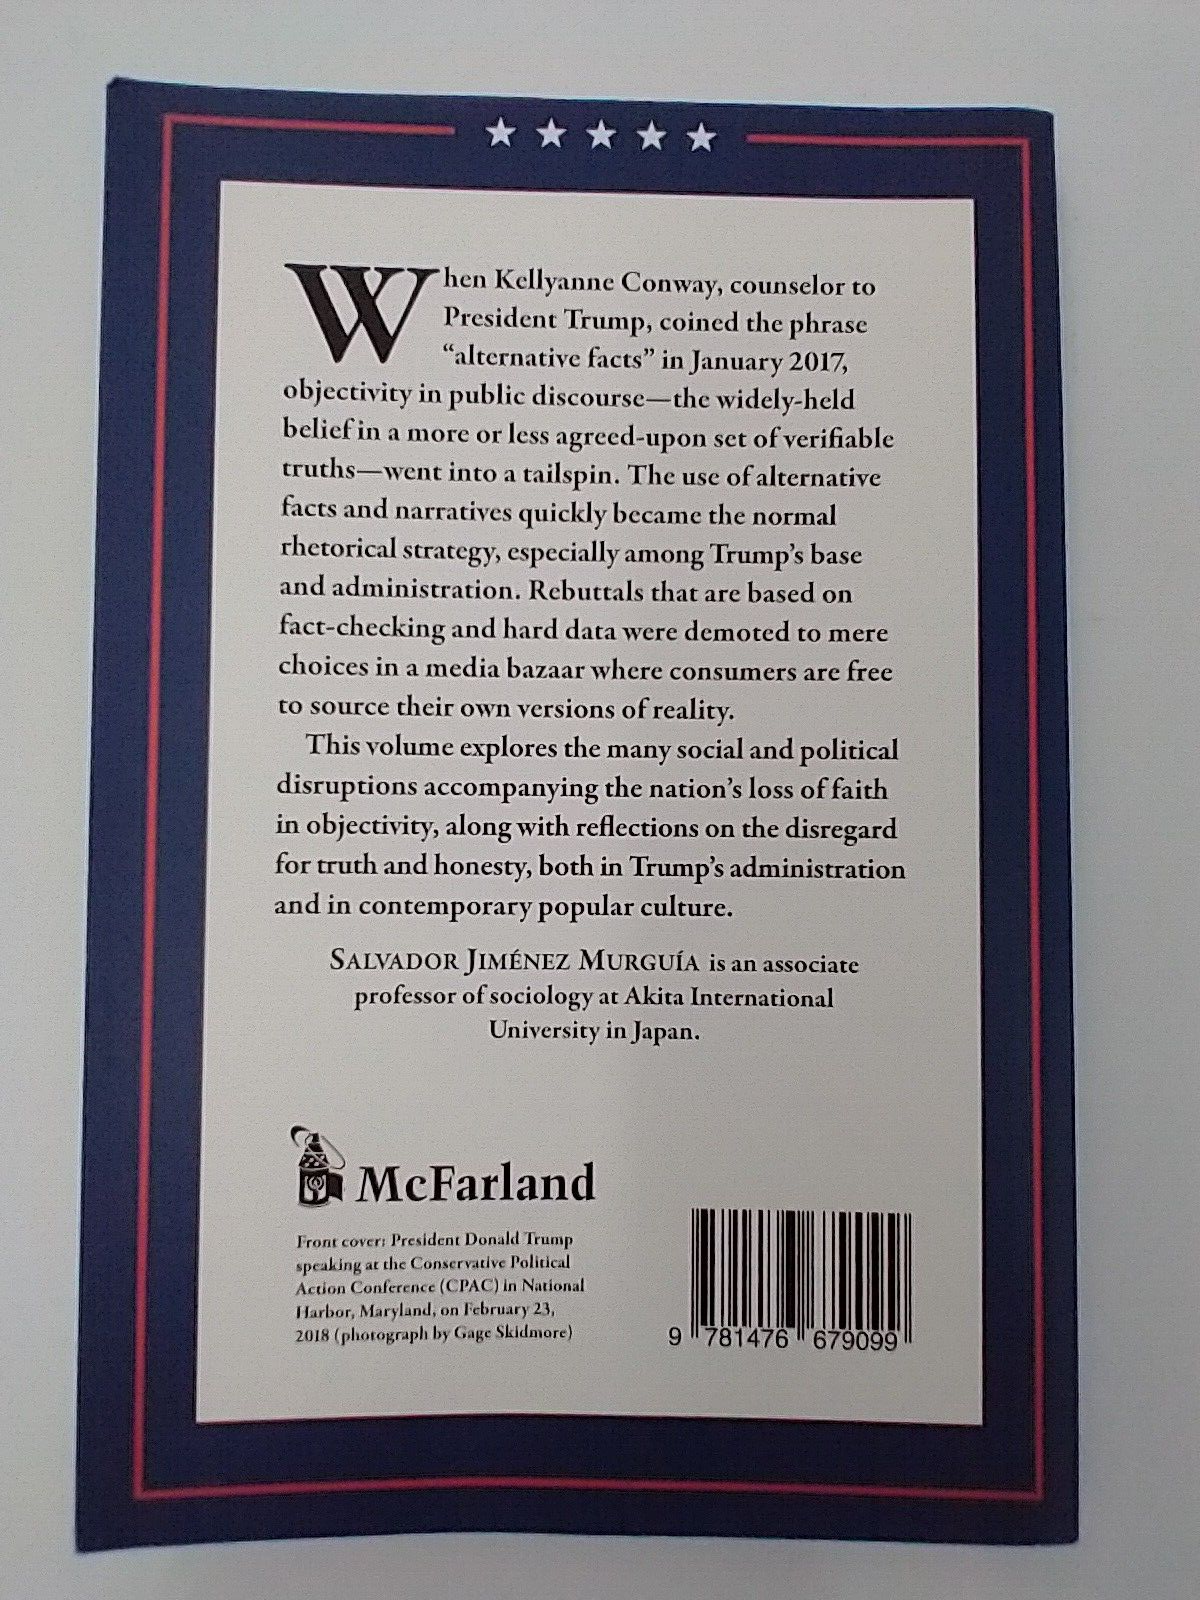 When Kellyanne Conway, counselor to
President Trump, coined the phrase
“alternative facts” in January 2017,
objectivity in public discourse—the widely-held
belief in a more or less agreed-upon set of verifiable
truths—went into a tailspin. The use of alternative
facts and narratives quickly became the normal
rhetorical strategy, especially among Trump’s base
and administration. Rebuttals that are based on
fact-checking and hard data were demoted to mere
choices in a media bazaar where consumers are free
to source their own versions of reality.
This volume explores the many social and political
disruptions accompanying the nation’s loss of faith
in objectivity, along with reflections on the disregard
for truth and honesty, both in Trump’s administration
and in contemporary popular culture.
SALVADOR JIMÉNEZ MURGUÍA is an associate
professor of sociology at Akita International
University in Japan.
McFarland
Front cover: President Donald Trump
speaking at the Conservative Political
Action Conference (CPAC) in National
Harbor, Maryland, on February 23,
2018 (photograph by Gage Skidmore)
9 781476 679099